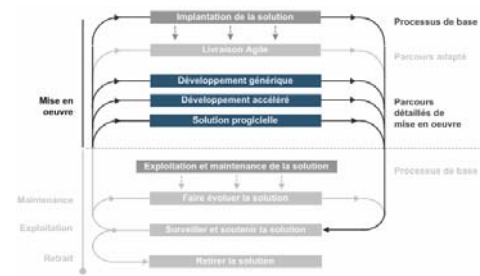 Implantation de la solution
Processus de base
Livraison Agile
Parcours adapté
Développement générique
Mise en
oeuvre
Développement accéléré
Parcours
détaillés de
mise en oeuvre
Solution progicielle
Exploitation et maintenance de la solution
Processus de base
Maintenance
Faire évoluer la solution
Exploitation
Surveiller et soutenir la solution
Retrait
Retirer la solution